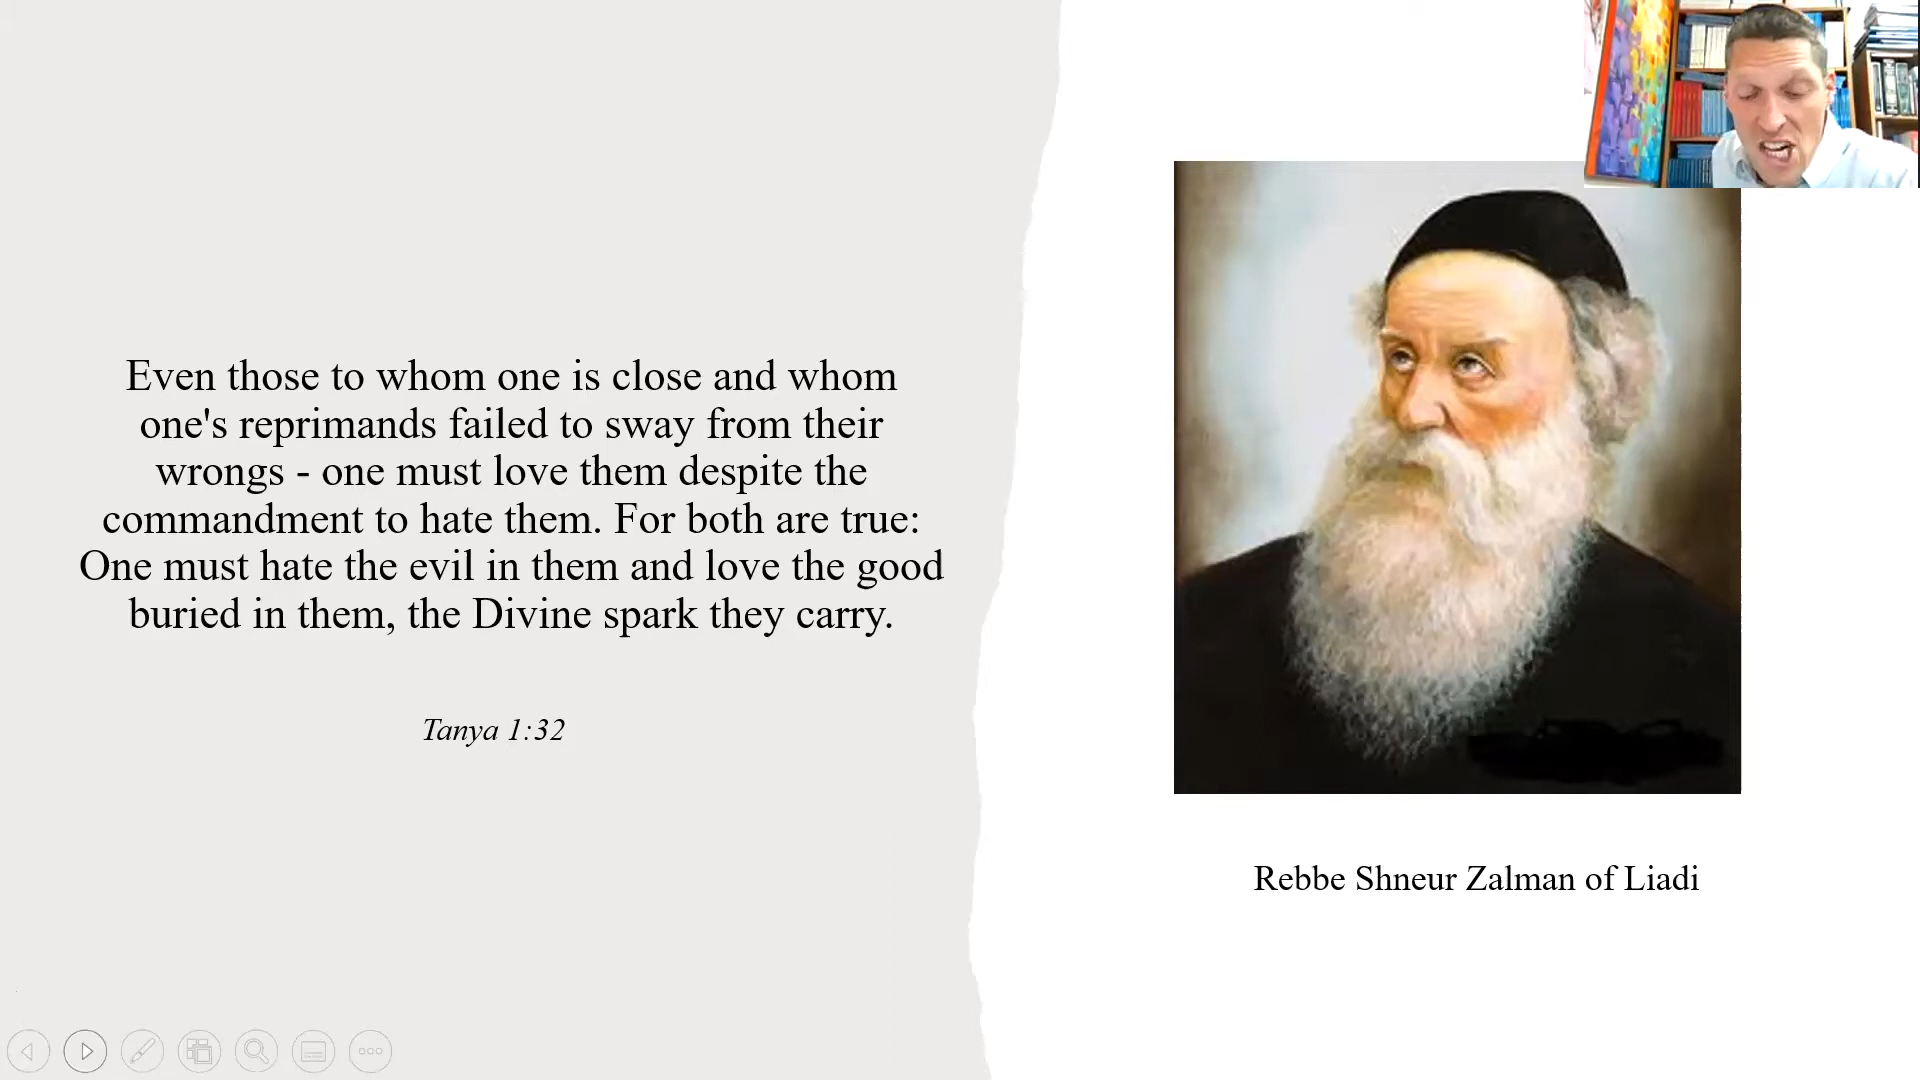 Even those to whom one is close and whom
one's reprimands failed to sway from their
wrongs - one must love them despite the
commandment to hate them. For both are true:
One must hate the evil in them and love the good
buried in them, the Divine spark they carry.
Tanya 1:32
Rebbe Shneur Zalman of Liadi